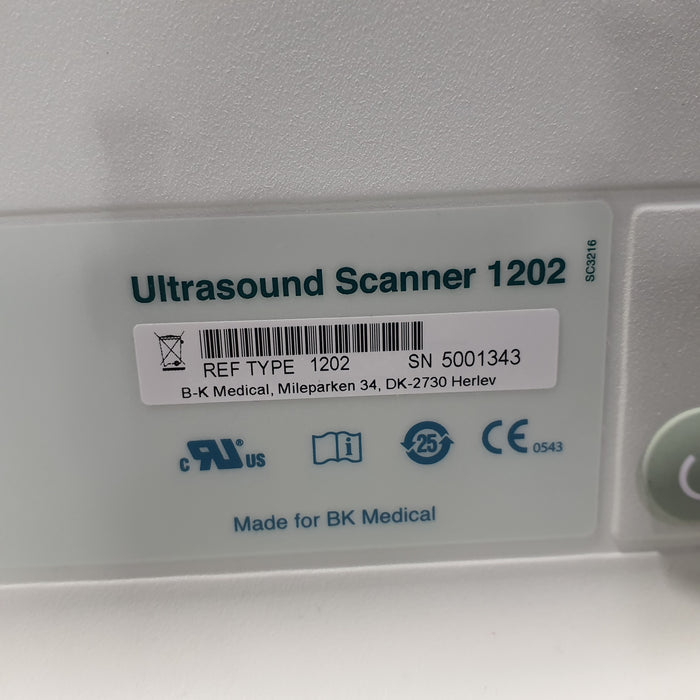 Ultrasound Scanner 1202
SC3216
REF TYPE 1202 SN 5001343
B-K Medical, Mileparken 34, DK-2730 Herlev
c RU® US
i
25
CE 0543
Made for BK Medical